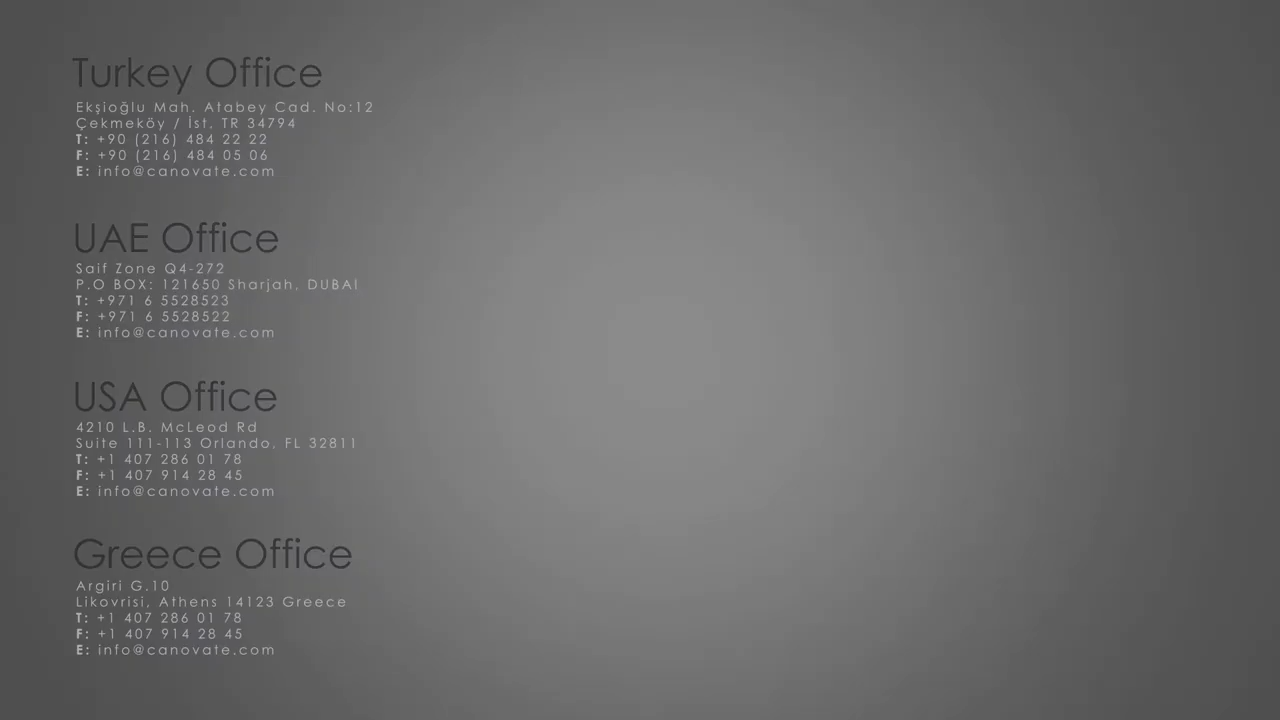 Turkey Office
Ekşioğlu Mah. Atabey Cad. No:12
Çekmeköy / İst. TR 34794
T: +90 (216) 484 22 22
F: +90 (216) 484 05 06
E: info@canovate.com
UAE Office
Saif Zone Q4-272
P.O BOX: 121650 Sharjah, DUBAI
T: +971 6 5528523
F: +971 6 5528522
E: info@canovate.com
USA Office
4210 L.B. McLeod Rd
Suite 111-113 Orlando, FL 32811
T: +1 407 286 01 78
F: +1 407 914 28 45
E: info@canovate.com
Greece Office
Argiri G.10
Likovrisi, Athens 14123 Greece
T: +1 407 286 01 78
F: +1 407 914 28 45
E: info@canovate.com